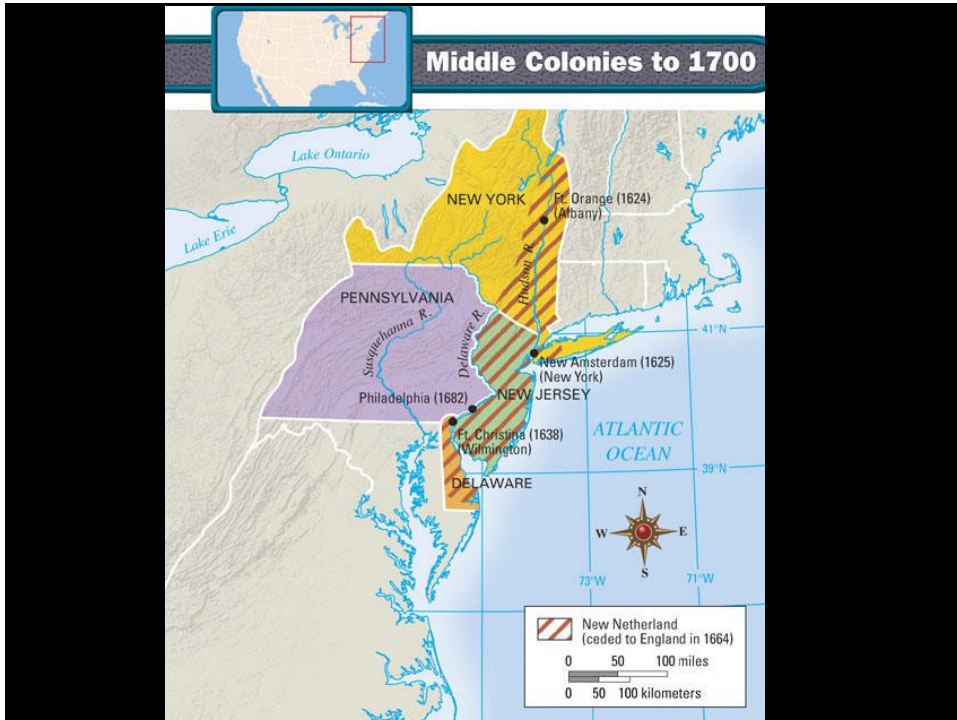 Middle Colonies to 1700
Lake Ontario
NEW YORK
Ft. Orange (1624)
(Albany)
Lake Erie
Hudson R.
PENNSYLVANIA
Susquehanna R.
Delaware R.
41°N
New Amsterdam (1625)
(New York)
Philadelphia (1682)
NEW JERSEY
Ft. Christina (1638)
(Wilmington)
ATLANTIC
OCEAN
39°N
DELAWARE
N
W
E
S
73°W
71°W
New Netherland
(ceded to England in 1664)
0 50 100 miles
0 50 100 kilometers